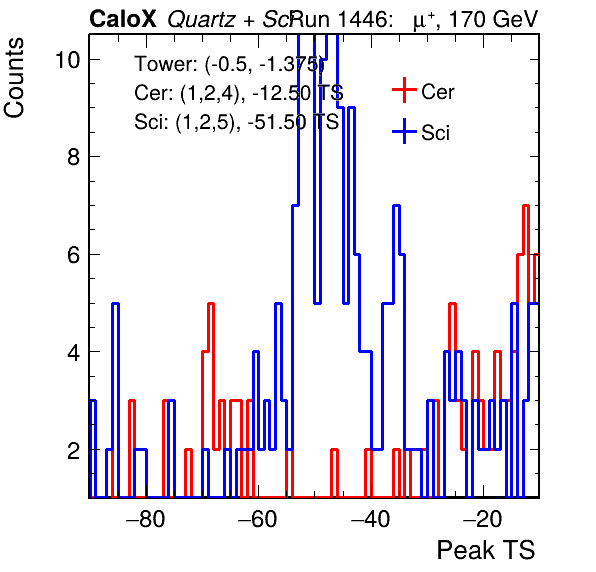 CaloX Quartz + Sci Run 1446: μ⁺, 170 GeV
Counts
Tower: (-0.5, -1.375)
Cer: (1,2,4), -12.50 TS
Sci: (1,2,5), -51.50 TS
Cer
Sci
10
8
6
4
2
−80 −60 −40 −20
Peak TS